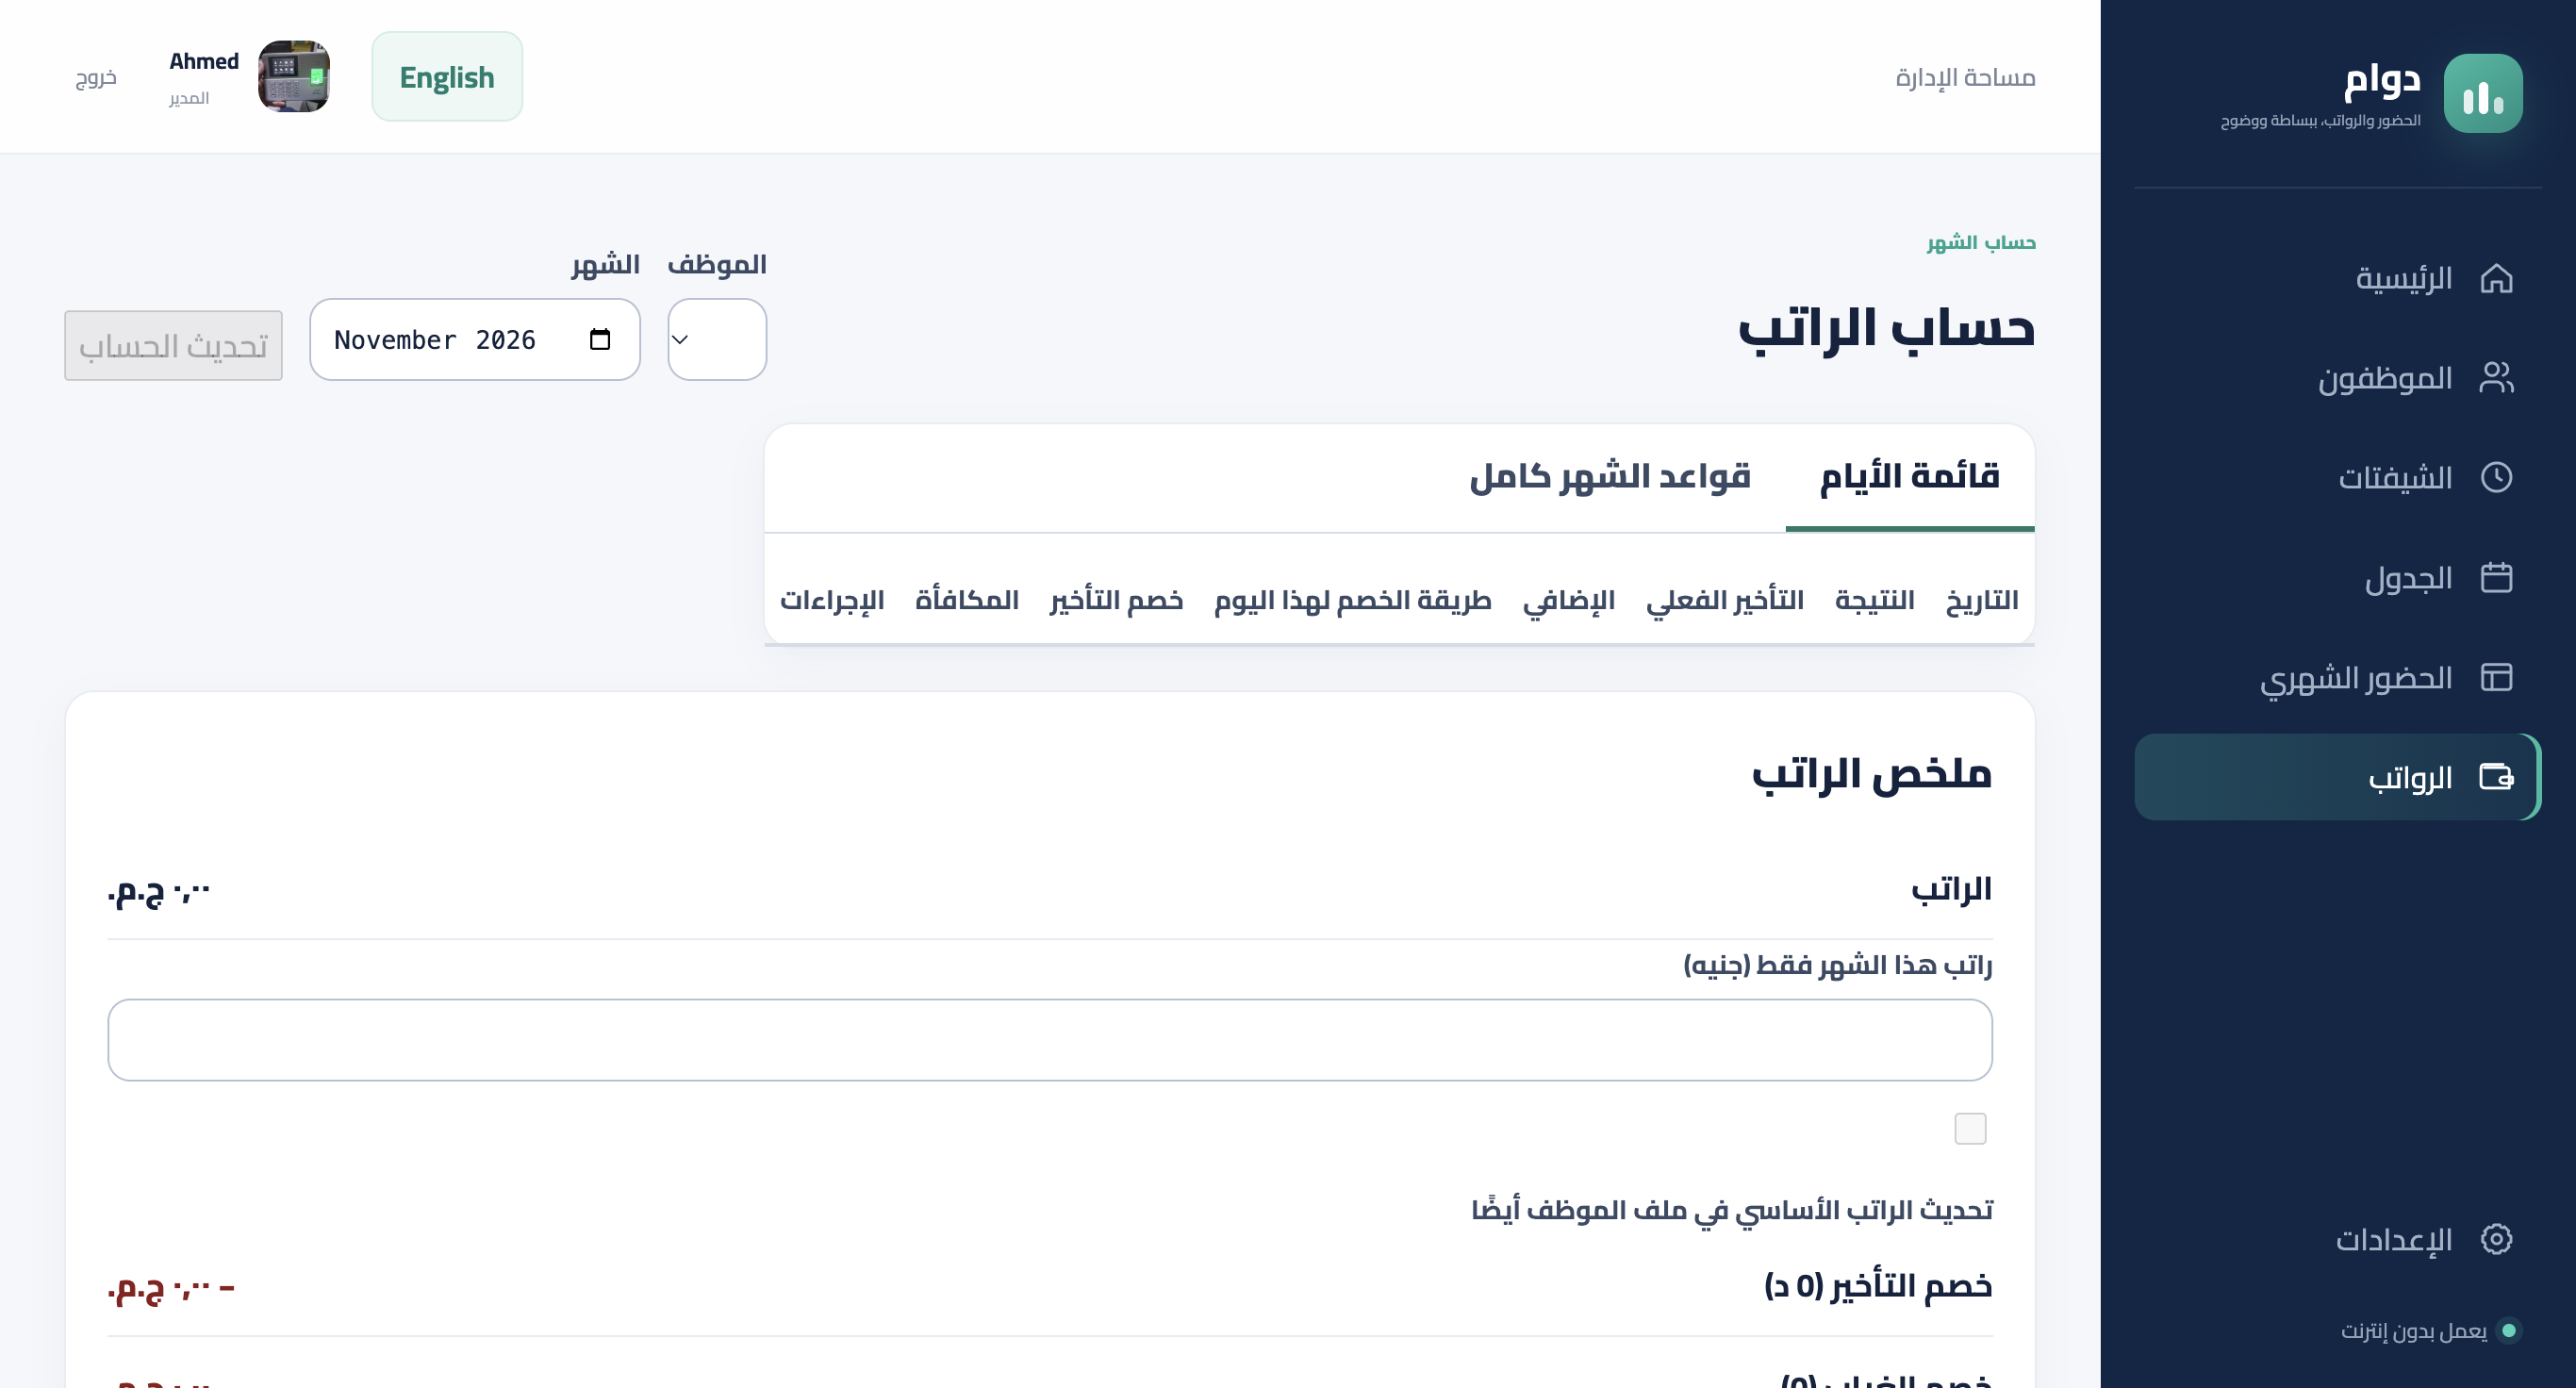 دوام
الحضور والرواتب، ببساطة ووضوح
الرئيسية
الموظفون
الشيفتات
الجدول
الحضور الشهري
الرواتب
الإعدادات
يعمل بدون إنترنت
مساحة الإدارة
English
Ahmed
المدير
خروج
حساب الشهر
حساب الراتب
الموظف
الشهر
November 2026
تحديث الحساب
قائمة الأيام
قواعد الشهر كامل
التاريخ النتيجة التأخير الفعلي الإضافي طريقة الخصم لهذا اليوم خصم التأخير المكافأة الإجراءات
ملخص الراتب
الراتب
٠,٠٠ ج.م.
راتب هذا الشهر فقط (جنيه)
تحديث الراتب الأساسي في ملف الموظف أيضًا
خصم التأخير (0 د)
− ٠,٠٠ ج.م.
خصم الغياب (0)